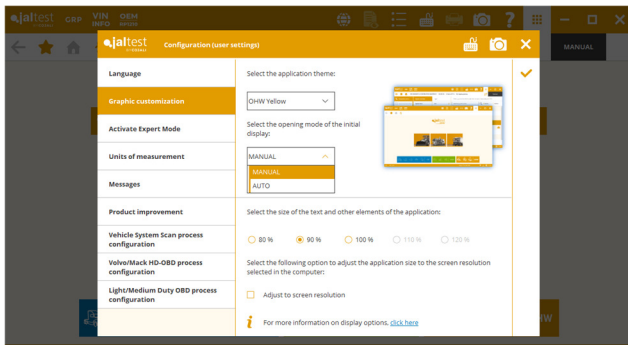 jaltest
GRP
VIN
INFO
OEM
MANUAL
jaltest
Configuration (user settings)
Language
Graphic customization
Activate Expert Mode
Units of measurement
Messages
Product improvement
Vehicle System Scan process
configuration
Volvo/Mack HD-OBD process
configuration
Light/Medium Duty OBD process
configuration
Select the application theme:
OHW Yellow
Select the opening mode of the initial
display:
MANUAL
MANUAL
AUTO
Select the size of the text and other elements of the application:
80 %
90 %
100 %
110 %
120 %
Select the following option to adjust the application size to the screen resolution
selected in the computer:
Adjust to screen resolution
For more information on display options, click here